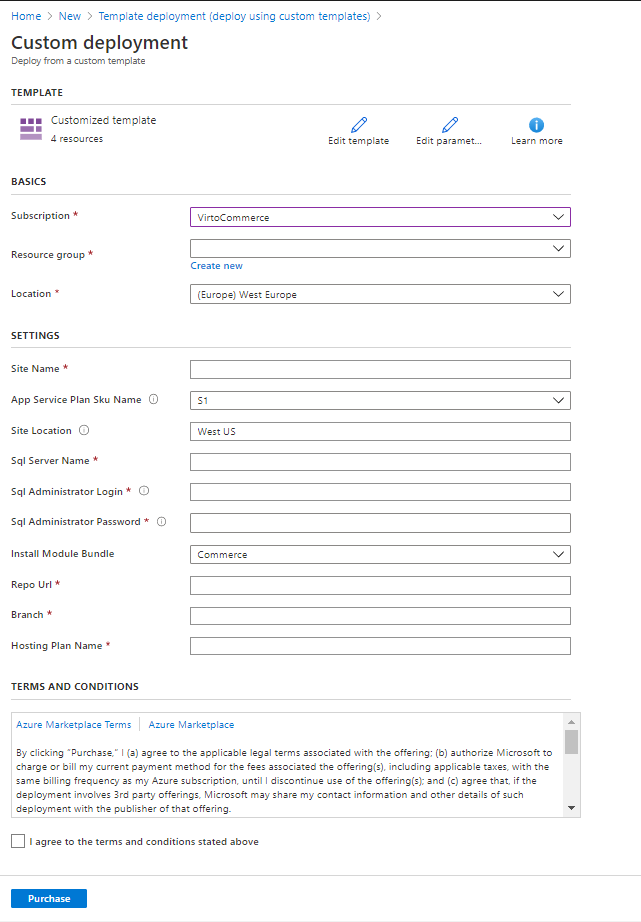 Home > New > Template deployment (deploy using custom templates) >
Custom deployment
Deploy from a custom template
TEMPLATE
Customized template
4 resources
Edit template
Edit paramet...
Learn more
BASICS
Subscription *
VirtoCommerce
Resource group *
Create new
Location *
(Europe) West Europe
SETTINGS
Site Name *
App Service Plan Sku Name
S1
Site Location
West US
Sql Server Name *
Sql Administrator Login *
Sql Administrator Password *
Install Module Bundle
Commerce
Repo Url *
Branch *
Hosting Plan Name *
TERMS AND CONDITIONS
Azure Marketplace Terms | Azure Marketplace
By clicking "Purchase," I (a) agree to the applicable legal terms associated with the offering; (b) authorize Microsoft to
charge or bill my current payment method for the fees associated the offering(s), including applicable taxes, with the
same billing frequency as my Azure subscription, until I discontinue use of the offering(s); and (c) agree that, if the
deployment involves 3rd party offerings, Microsoft may share my contact information and other details of such
deployment with the publisher of that offering.
I agree to the terms and conditions stated above
Purchase